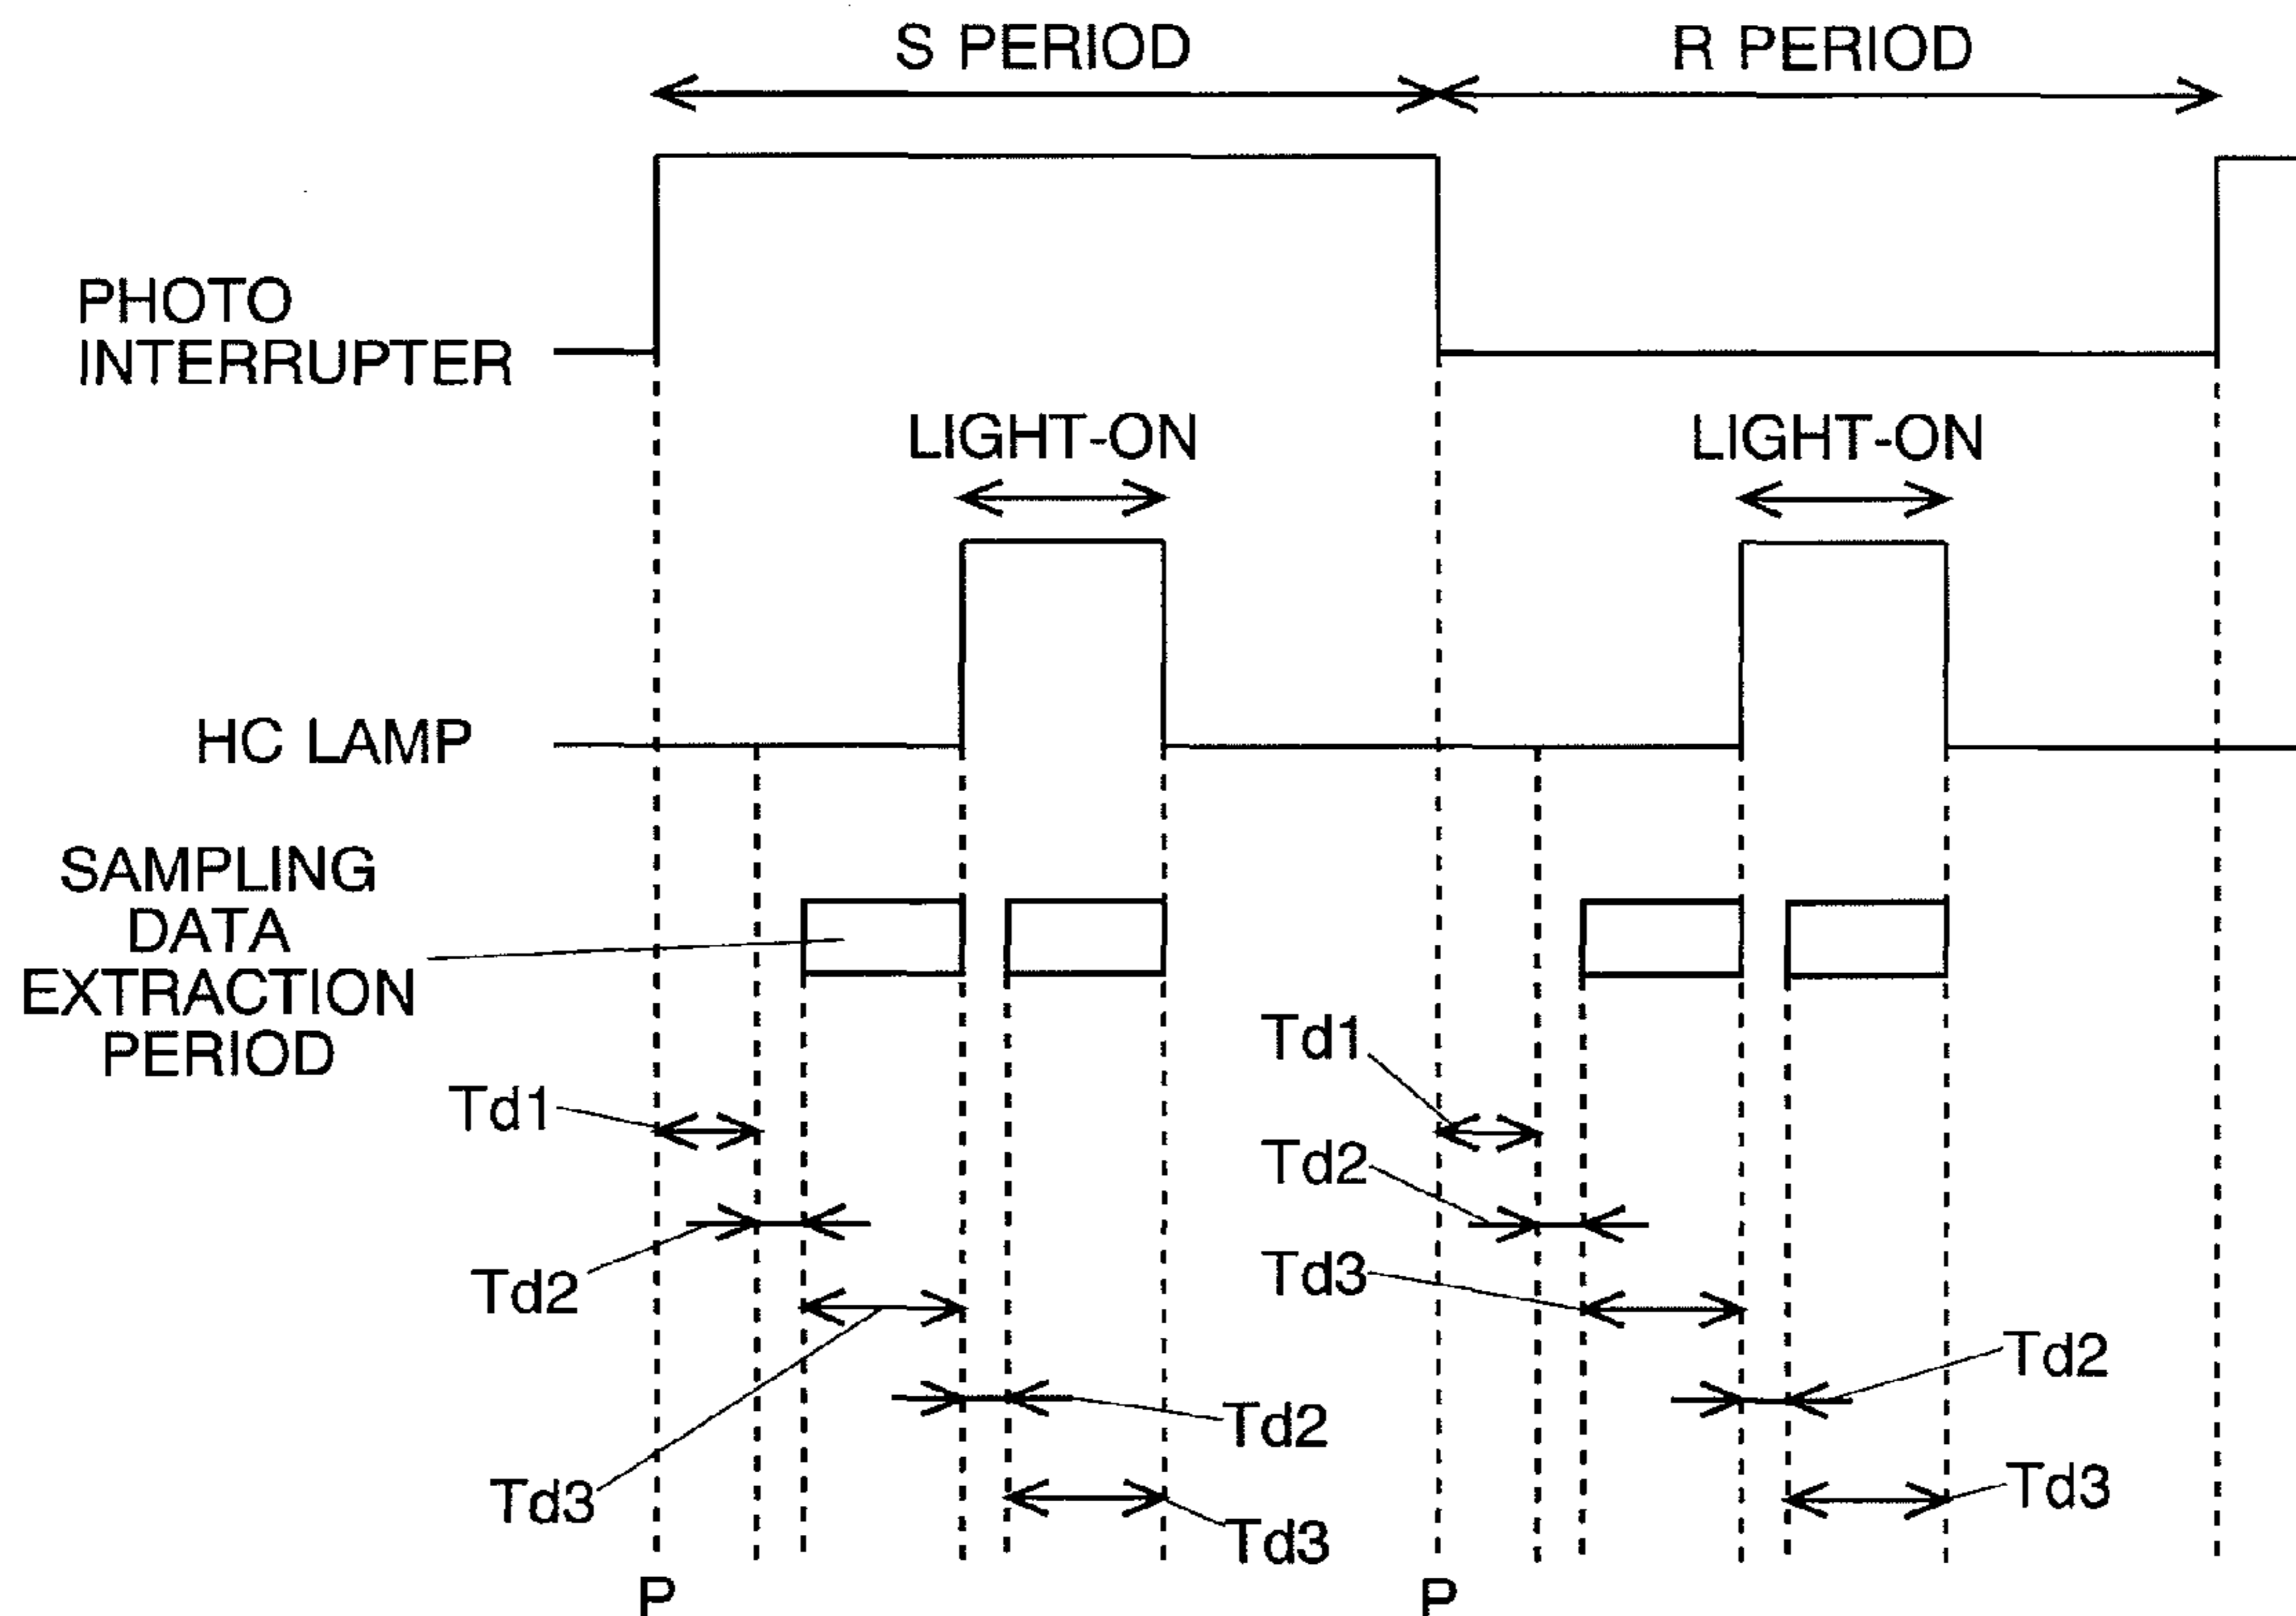 S PERIOD
R PERIOD
PHOTO
INTERRUPTER
LIGHT-ON
LIGHT-ON
HC LAMP
SAMPLING
DATA
EXTRACTION
PERIOD
Td1
Td1
Td2
Td2
Td3
Td2
Td2
Td3
Td3
Td3
P
P